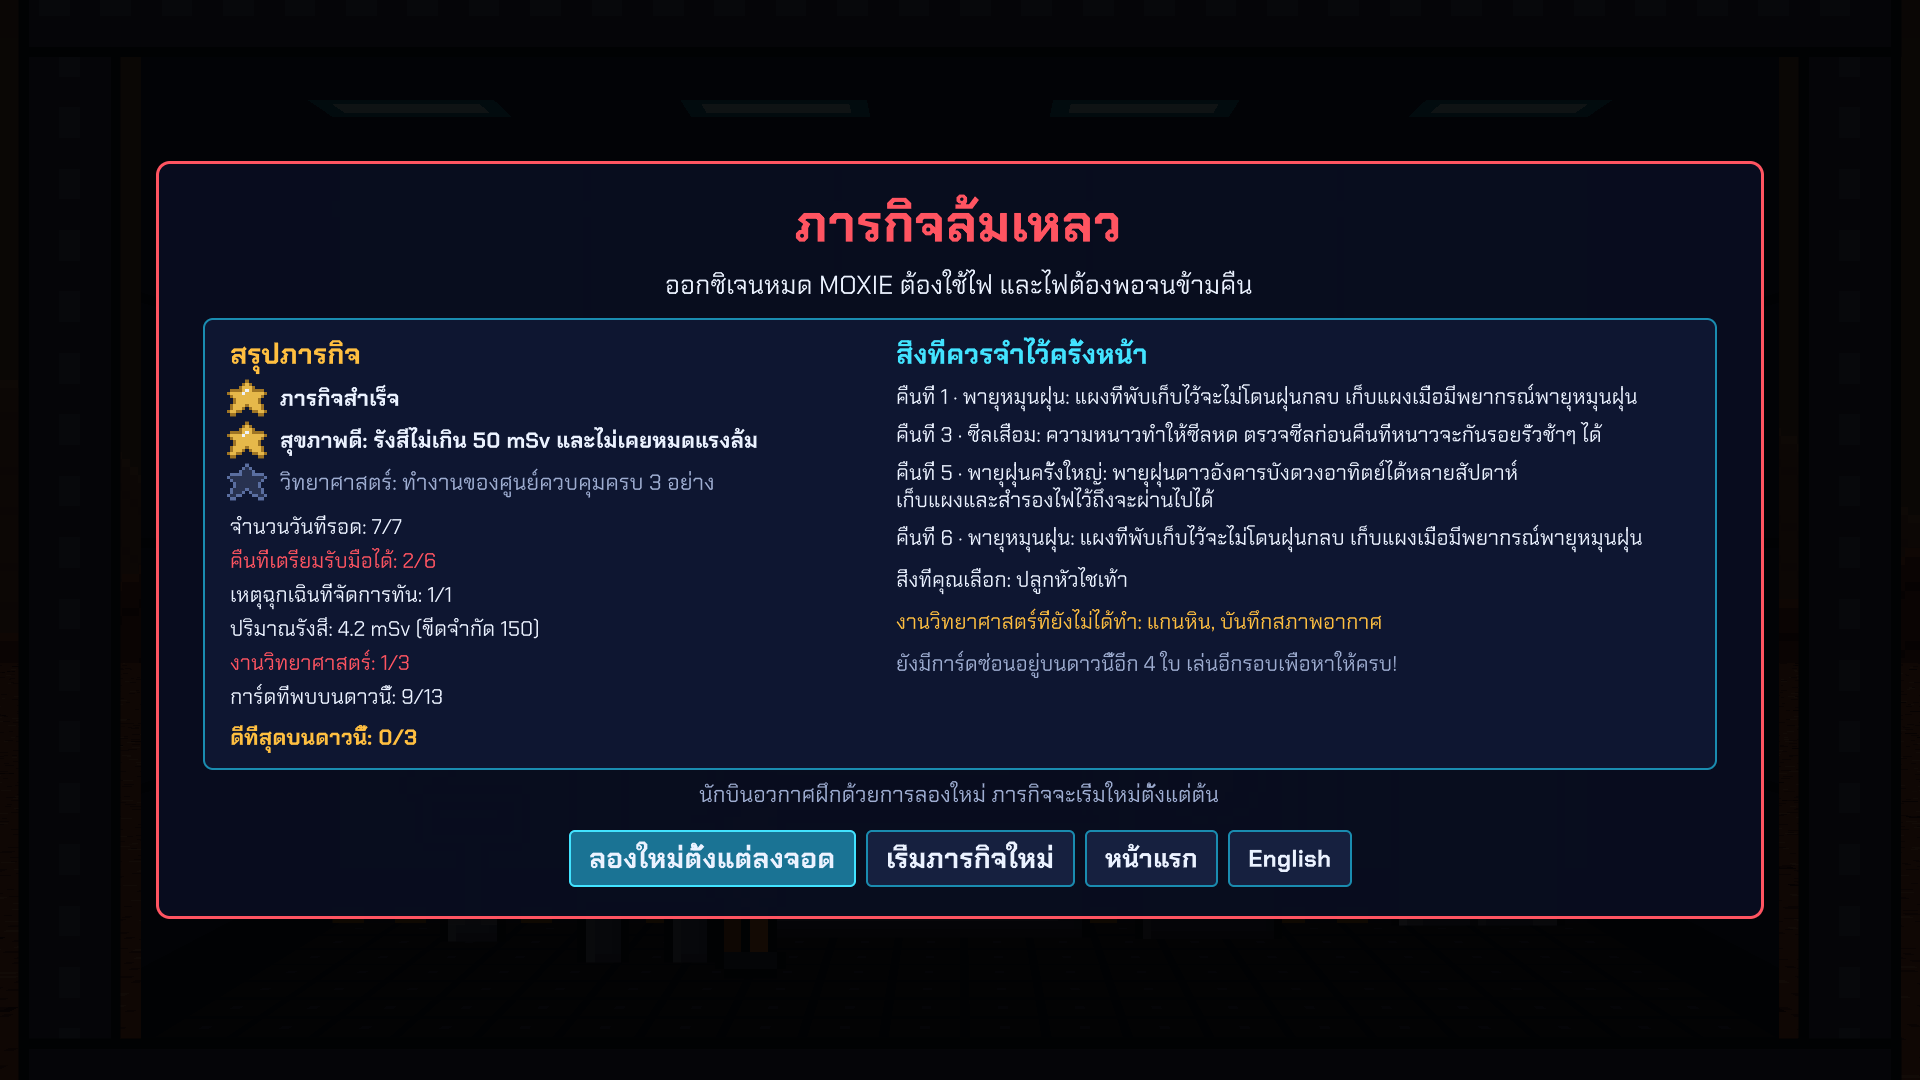 ภารกิจล้มเหลว
ออกซิเจนหมด MOXIE ต้องใช้ไฟ และไฟต้องพอจนข้ามคืน
สรุปภารกิจ
ภารกิจสำเร็จ
สุขภาพดี: รังสีไม่เกิน 50 mSv และไม่เคยหมดแรงล้ม
วิทยาศาสตร์: ทำงานของศูนย์ควบคุมครบ 3 อย่าง
จำนวนวันที่รอด: 7/7
คืนที่เตรียมรับมือได้: 2/6
เหตุฉุกเฉินที่จัดการทัน: 1/1
ปริมาณรังสี: 4.2 mSv (ขีดจำกัด 150)
งานวิทยาศาสตร์: 1/3
การ์ดที่พบบนดาวนี้: 9/13
ดีที่สุดบนดาวนี้: 0/3
สิ่งที่ควรจำไว้ครั้งหน้า
คืนที่ 1 · พายุหมุนฝุ่น: แผงที่พับเก็บไว้จะไม่โดนฝุ่นกลบ เก็บแผงเมื่อมีพยากรณ์พายุหมุนฝุ่น
คืนที่ 3 · ซีลเสื่อม: ความหนาวทำให้ซีลหด ตรวจซีลก่อนคืนที่หนาวจะกันรอยรั่วช้าๆ ได้
คืนที่ 5 · พายุฝุ่นครั้งใหญ่: พายุฝุ่นดาวอังคารบังดวงอาทิตย์ได้หลายสัปดาห์
เก็บแผงและสำรองไฟไว้ถึงจะผ่านไปได้
คืนที่ 6 · พายุหมุนฝุ่น: แผงที่พับเก็บไว้จะไม่โดนฝุ่นกลบ เก็บแผงเมื่อมีพยากรณ์พายุหมุนฝุ่น
สิ่งที่คุณเลือก: ปลูกหัวไชเท้า
งานวิทยาศาสตร์ที่ยังไม่ได้ทำ: แกนหิน, บันทึกสภาพอากาศ
ยังมีการ์ดซ่อนอยู่บนดาวนี้อีก 4 ใบ เล่นอีกรอบเพื่อหาให้ครบ!
นักบินอวกาศฝึกด้วยการลองใหม่ ภารกิจจะเริ่มใหม่ตั้งแต่ต้น
ลองใหม่ตั้งแต่ลงจอด
เริ่มภารกิจใหม่
หน้าแรก
English